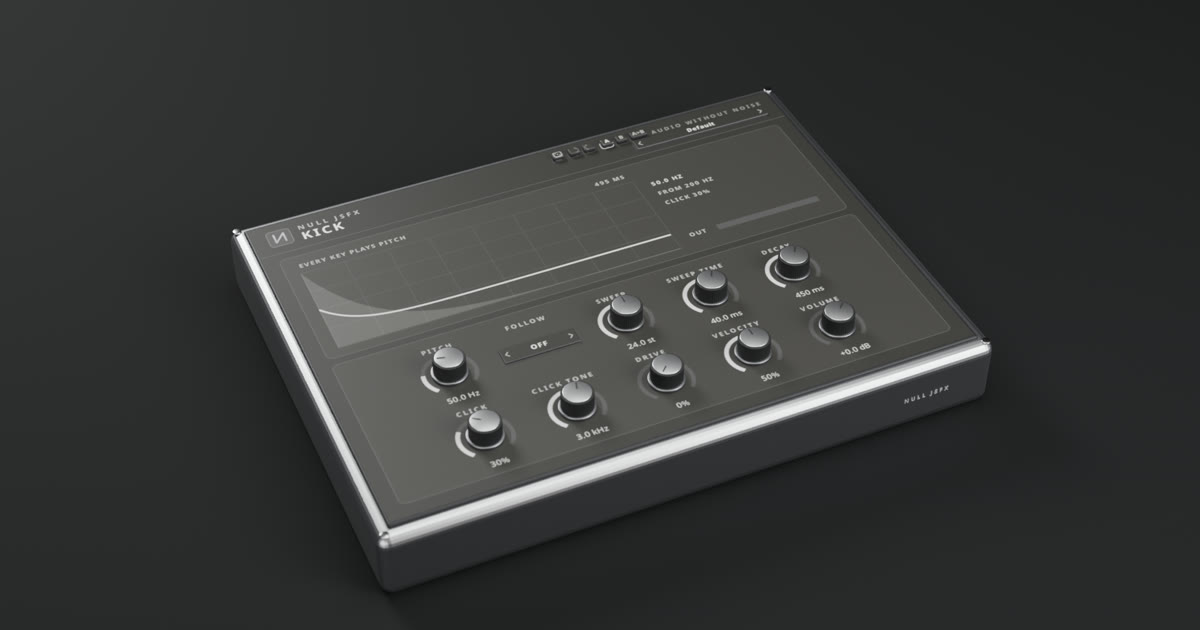 NULL JSFX
KICK
AUDIO WITHOUT NOISE
Default
A
B
EVERY KEY PLAYS PITCH
495 MS
50.0 HZ
FROM 200 HZ
CLICK 30%
OUT
PITCH
50.0 Hz
FOLLOW
OFF
SWEEP
24.0 st
SWEEP TIME
40.0 ms
DECAY
450 ms
CLICK
30%
CLICK TONE
3.0 kHz
DRIVE
0%
VELOCITY
50%
VOLUME
+0.0 dB
NULL JSFX